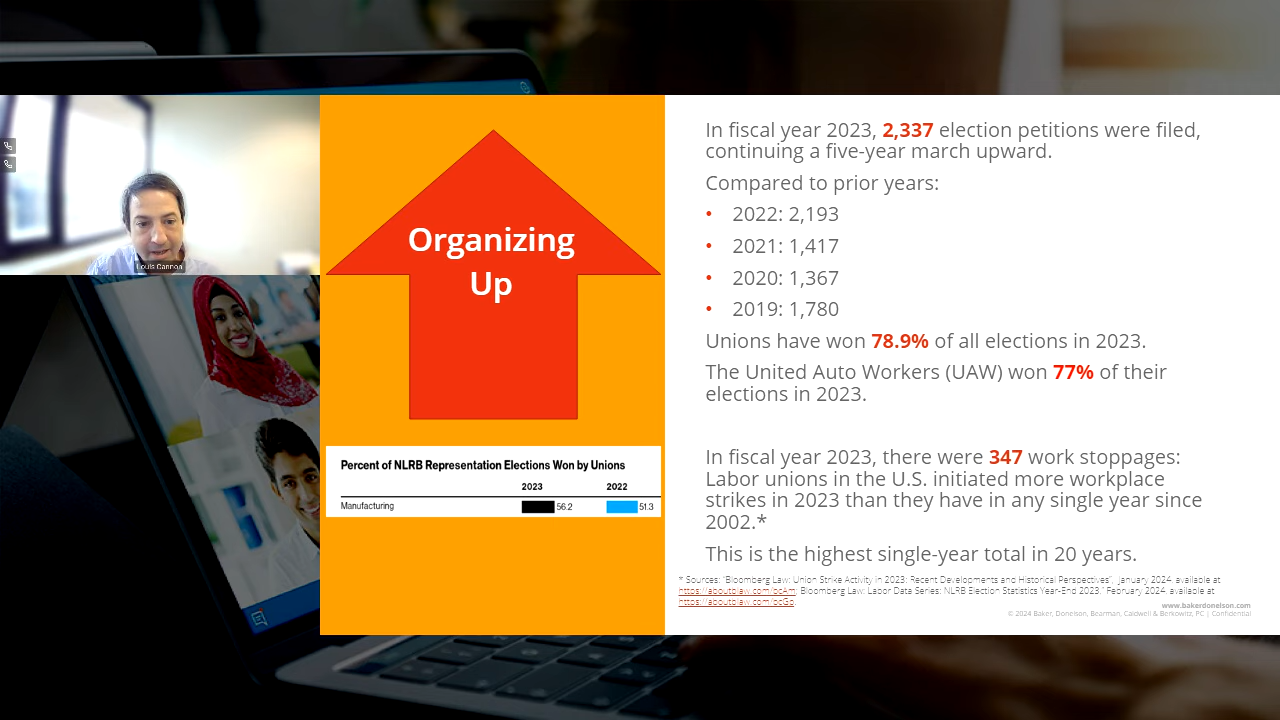 Louis Cannon
Organizing
Up
Percent of NLRB Representation Elections Won by Unions
2023 2022
Manufacturing 56.2 51.3
In fiscal year 2023, 2,337 election petitions were filed,
continuing a five-year march upward.
Compared to prior years:
• 2022: 2,193
• 2021: 1,417
• 2020: 1,367
• 2019: 1,780
Unions have won 78.9% of all elections in 2023.
The United Auto Workers (UAW) won 77% of their
elections in 2023.
In fiscal year 2023, there were 347 work stoppages:
Labor unions in the U.S. initiated more workplace
strikes in 2023 than they have in any single year since
2002.*
This is the highest single-year total in 20 years.
* Sources: "Bloomberg Law: Union Strike Activity in 2023: Recent Developments and Historical Perspectives", January 2024, available at
https://aboutblaw.com/bcAm; Bloomberg Law: Labor Data Series: NLRB Election Statistics Year-End 2023," February 2024 available at
https://aboutblaw.com/bcGp.
www.bakerdonelson.com
© 2024 Baker, Donelson, Bearman, Caldwell & Berkowitz, PC | Confidential